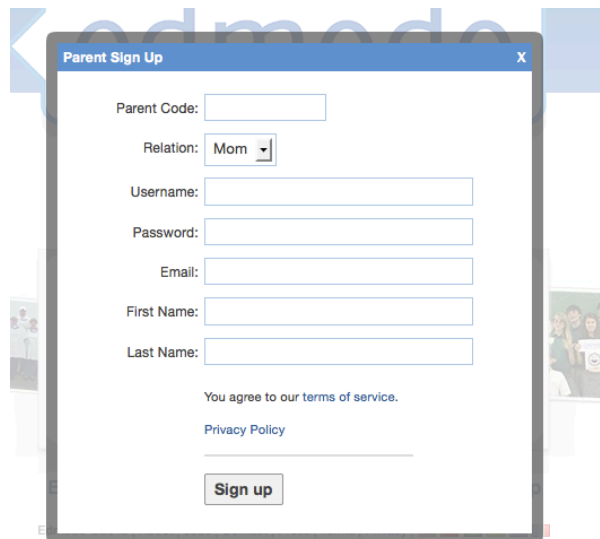 edmodo
Parent Sign Up X
Parent Code:
Relation: Mom
Username:
Password:
Email:
First Name:
Last Name:
You agree to our terms of service.
Privacy Policy
Sign up